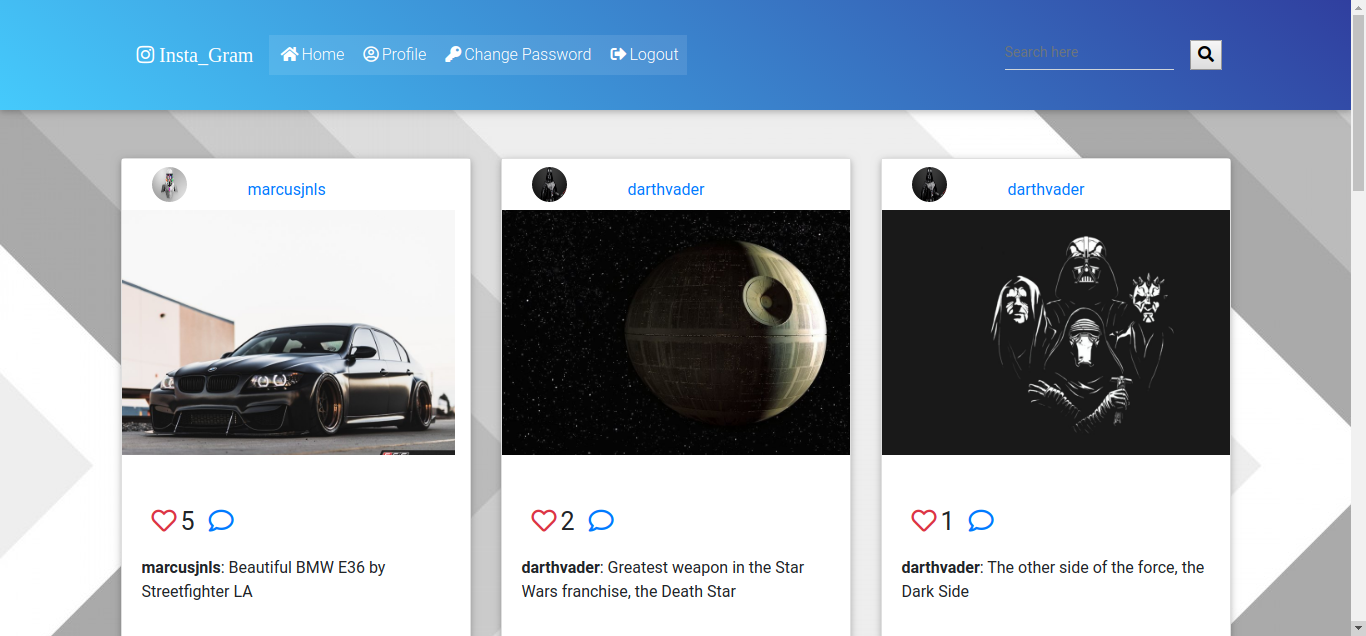 Insta_Gram Home Profile Change Password Logout Search here
marcusjnls
5
marcusjnls: Beautiful BMW E36 by
Streetfighter LA
darthvader
2
darthvader: Greatest weapon in the Star
Wars franchise, the Death Star
darthvader
1
darthvader: The other side of the force, the
Dark Side